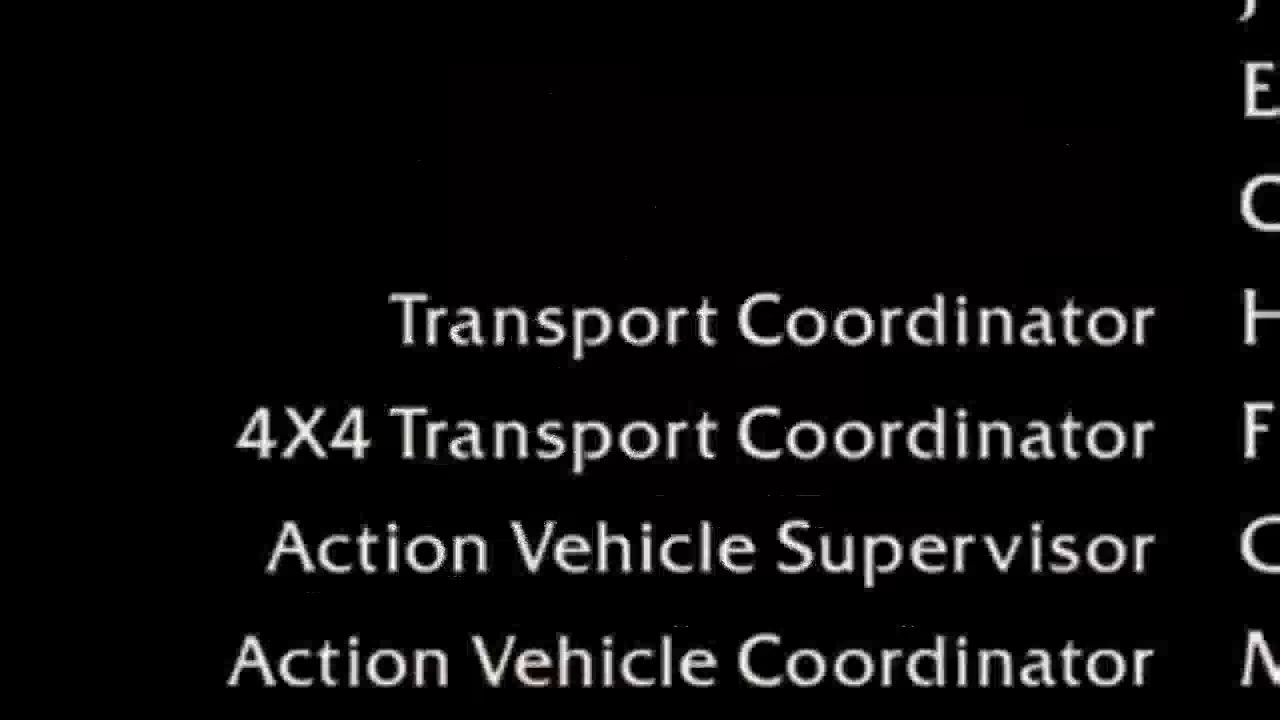 Transport Coordinator H
4X4 Transport Coordinator F
Action Vehicle Supervisor C
Action Vehicle Coordinator M